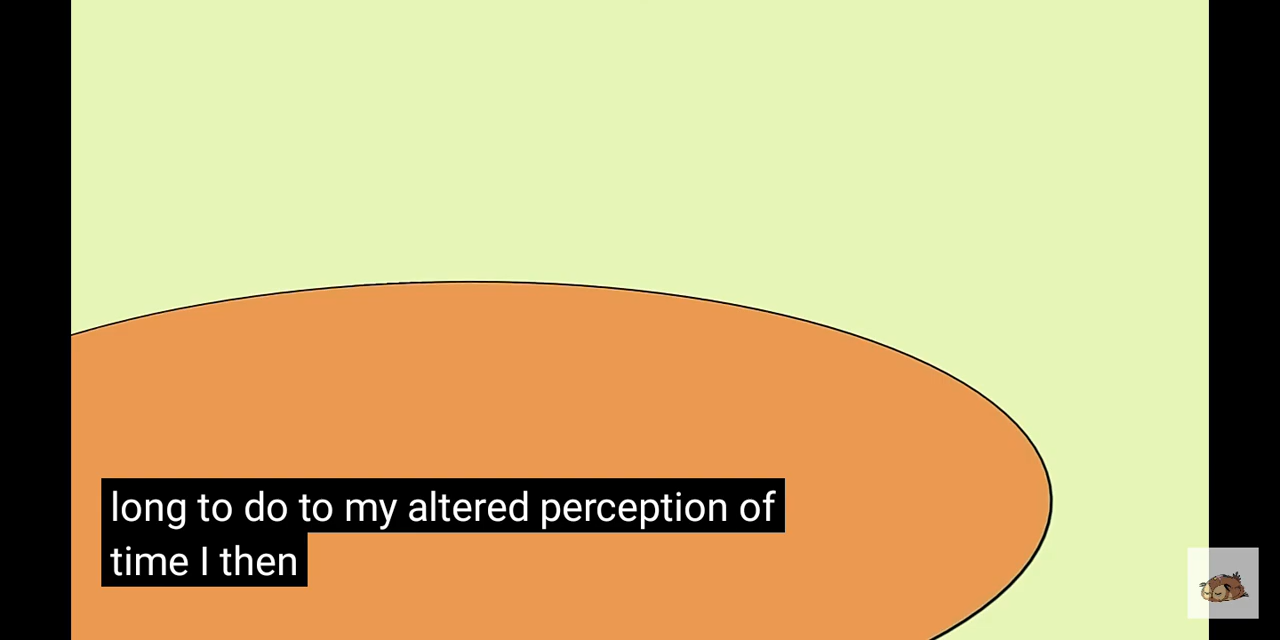 long to do to my altered perception of
time I then